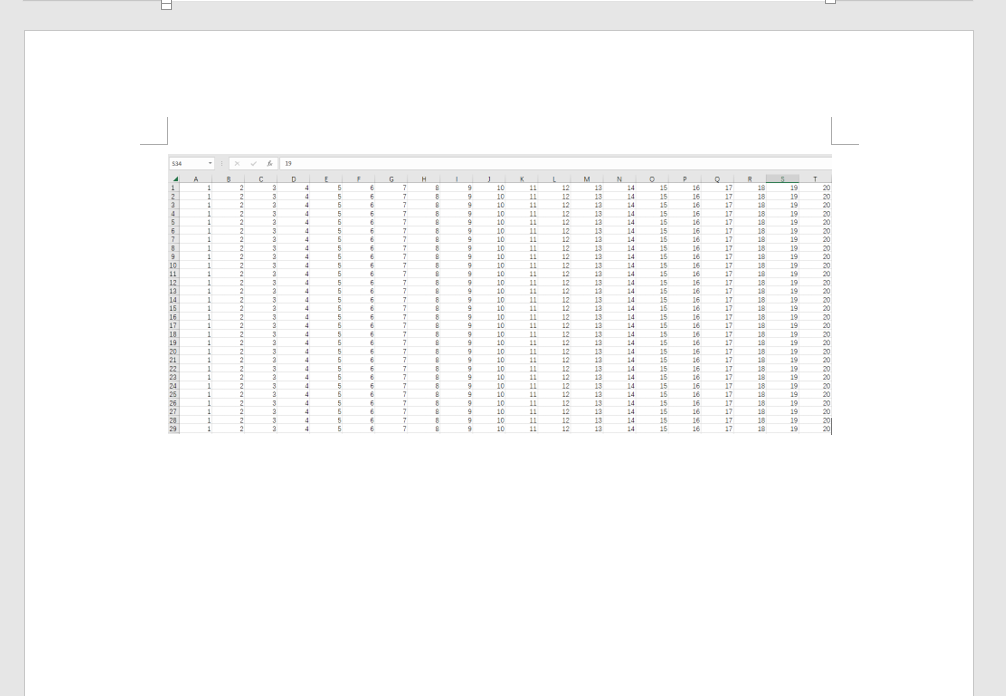 S34 fx 19
A B C D E F G H I J K L M N O P Q R S T
1 1 2 3 4 5 6 7 8 9 10 11 12 13 14 15 16 17 18 19 20
2 1 2 3 4 5 6 7 8 9 10 11 12 13 14 15 16 17 18 19 20
3 1 2 3 4 5 6 7 8 9 10 11 12 13 14 15 16 17 18 19 20
4 1 2 3 4 5 6 7 8 9 10 11 12 13 14 15 16 17 18 19 20
5 1 2 3 4 5 6 7 8 9 10 11 12 13 14 15 16 17 18 19 20
6 1 2 3 4 5 6 7 8 9 10 11 12 13 14 15 16 17 18 19 20
7 1 2 3 4 5 6 7 8 9 10 11 12 13 14 15 16 17 18 19 20
8 1 2 3 4 5 6 7 8 9 10 11 12 13 14 15 16 17 18 19 20
9 1 2 3 4 5 6 7 8 9 10 11 12 13 14 15 16 17 18 19 20
10 1 2 3 4 5 6 7 8 9 10 11 12 13 14 15 16 17 18 19 20
11 1 2 3 4 5 6 7 8 9 10 11 12 13 14 15 16 17 18 19 20
12 1 2 3 4 5 6 7 8 9 10 11 12 13 14 15 16 17 18 19 20
13 1 2 3 4 5 6 7 8 9 10 11 12 13 14 15 16 17 18 19 20
14 1 2 3 4 5 6 7 8 9 10 11 12 13 14 15 16 17 18 19 20
15 1 2 3 4 5 6 7 8 9 10 11 12 13 14 15 16 17 18 19 20
16 1 2 3 4 5 6 7 8 9 10 11 12 13 14 15 16 17 18 19 20
17 1 2 3 4 5 6 7 8 9 10 11 12 13 14 15 16 17 18 19 20
18 1 2 3 4 5 6 7 8 9 10 11 12 13 14 15 16 17 18 19 20
19 1 2 3 4 5 6 7 8 9 10 11 12 13 14 15 16 17 18 19 20
20 1 2 3 4 5 6 7 8 9 10 11 12 13 14 15 16 17 18 19 20
21 1 2 3 4 5 6 7 8 9 10 11 12 13 14 15 16 17 18 19 20
22 1 2 3 4 5 6 7 8 9 10 11 12 13 14 15 16 17 18 19 20
23 1 2 3 4 5 6 7 8 9 10 11 12 13 14 15 16 17 18 19 20
24 1 2 3 4 5 6 7 8 9 10 11 12 13 14 15 16 17 18 19 20
25 1 2 3 4 5 6 7 8 9 10 11 12 13 14 15 16 17 18 19 20
26 1 2 3 4 5 6 7 8 9 10 11 12 13 14 15 16 17 18 19 20
27 1 2 3 4 5 6 7 8 9 10 11 12 13 14 15 16 17 18 19 20
28 1 2 3 4 5 6 7 8 9 10 11 12 13 14 15 16 17 18 19 20
29 1 2 3 4 5 6 7 8 9 10 11 12 13 14 15 16 17 18 19 20